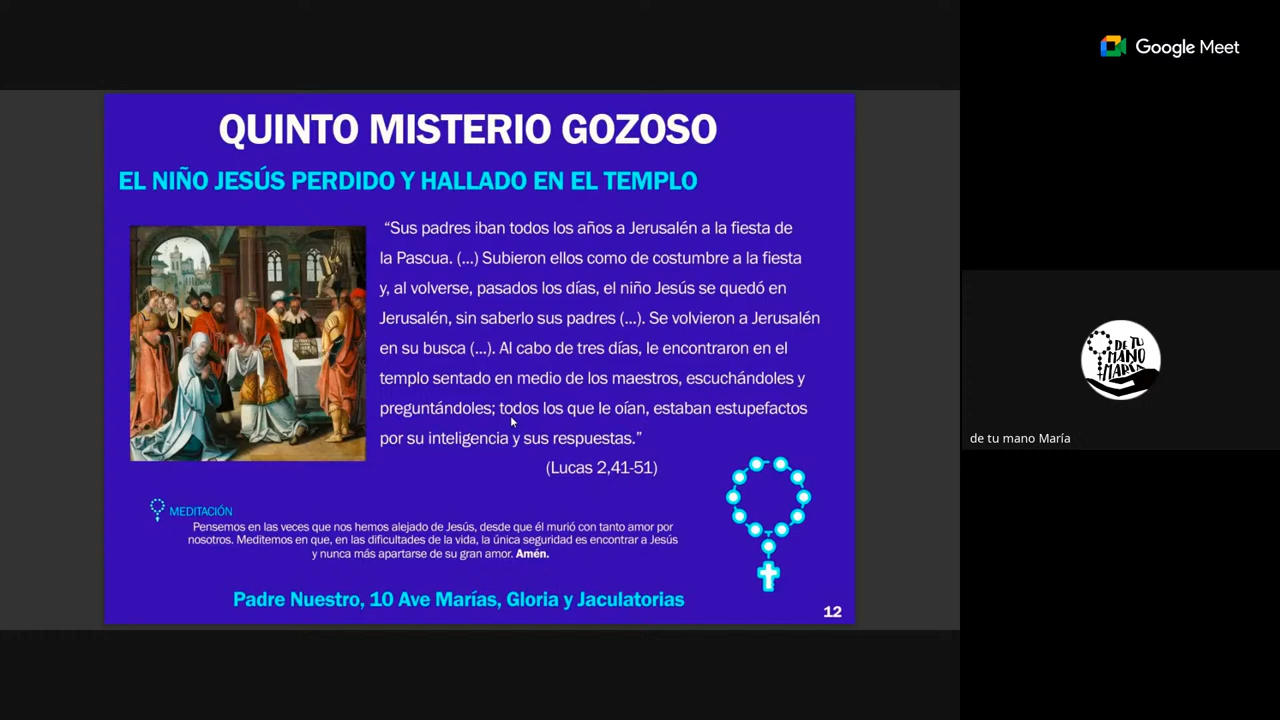 Google Meet
QUINTO MISTERIO GOZOSO
EL NIÑO JESÚS PERDIDO Y HALLADO EN EL TEMPLO
“Sus padres iban todos los años a Jerusalén a la fiesta de
la Pascua. (...) Subieron ellos como de costumbre a la fiesta
y, al volverse, pasados los días, el niño Jesús se quedó en
Jerusalén, sin saberlo sus padres (...). Se volvieron a Jerusalén
en su busca (...). Al cabo de tres días, le encontraron en el
templo sentado en medio de los maestros, escuchándoles y
preguntándoles; todos los que le oían, estaban estupefactos
por su inteligencia y sus respuestas.”
(Lucas 2,41-51)
MEDITACIÓN
Pensemos en las veces que nos hemos alejado de Jesús, desde que él murió con tanto amor por
nosotros. Meditemos en que, en las dificultades de la vida, la única seguridad es encontrar a Jesús
y nunca más apartarse de su gran amor. Amén.
Padre Nuestro, 10 Ave Marías, Gloria y Jaculatorias
12
DE TU
MANO
MARÍA
de tu mano María